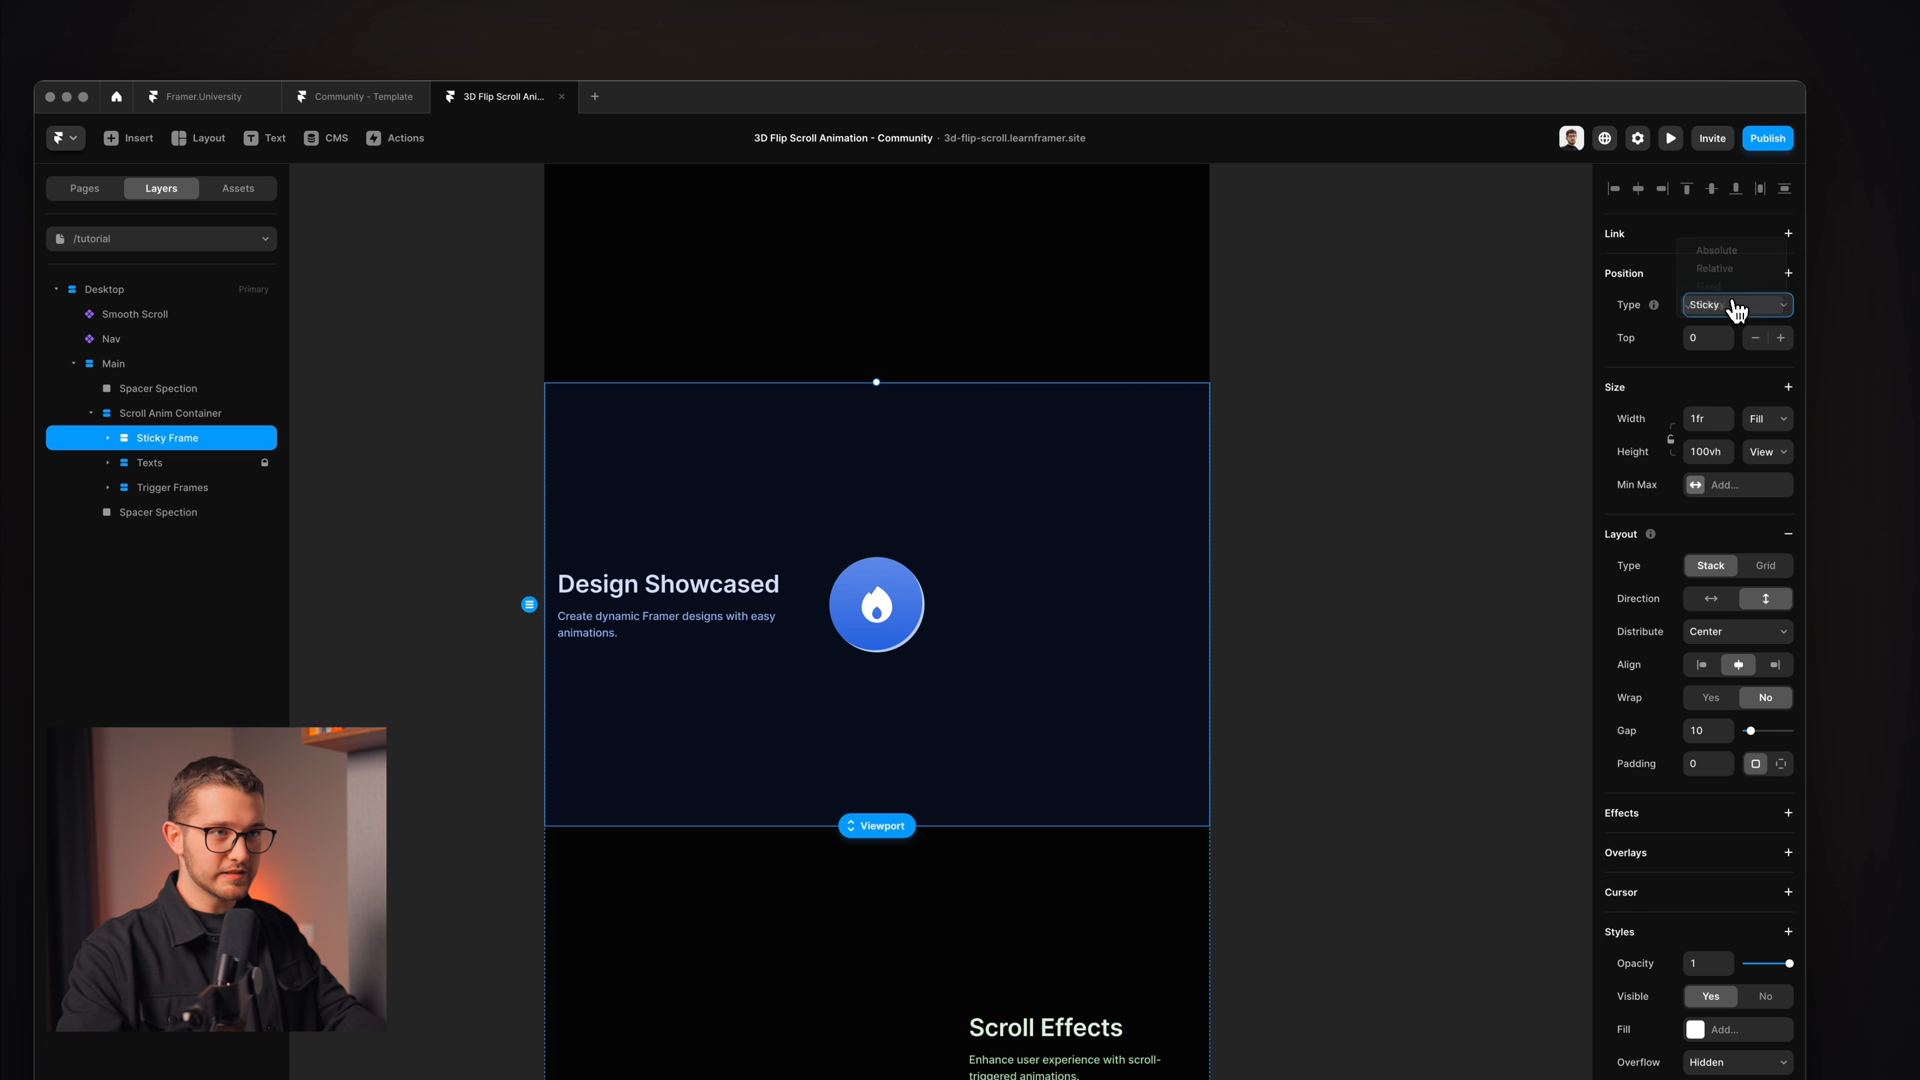 Framer.University
Community - Template
3D Flip Scroll Ani...
Insert
Layout
Text
CMS
Actions
3D Flip Scroll Animation - Community · 3d-flip-scroll.learnframer.site
Invite
Publish
Pages
Layers
Assets
/tutorial
Desktop
Primary
Smooth Scroll
Nav
Main
Spacer Spection
Scroll Anim Container
Sticky Frame
Texts
Trigger Frames
Spacer Spection
Design Showcased
Create dynamic Framer designs with easy
animations.
Viewport
Scroll Effects
Enhance user experience with scroll-
triggered animations.
Link
Absolute
Position
Relative
Fixed
Type
Sticky
Top
0
Size
Width
1fr
Fill
Height
100vh
View
Min Max
Add...
Layout
Type
Stack
Grid
Direction
Distribute
Center
Align
Wrap
Yes
No
Gap
10
Padding
0
Effects
Overlays
Cursor
Styles
Opacity
1
Visible
Yes
No
Fill
Add...
Overflow
Hidden